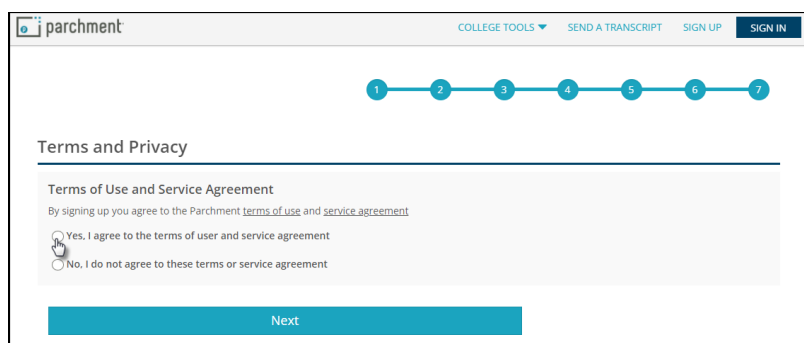 parchment
COLLEGE TOOLS SEND A TRANSCRIPT SIGN UP SIGN IN
1 2 3 4 5 6 7
Terms and Privacy
Terms of Use and Service Agreement
By signing up you agree to the Parchment terms of use and service agreement
Yes, I agree to the terms of user and service agreement
No, I do not agree to these terms or service agreement
Next